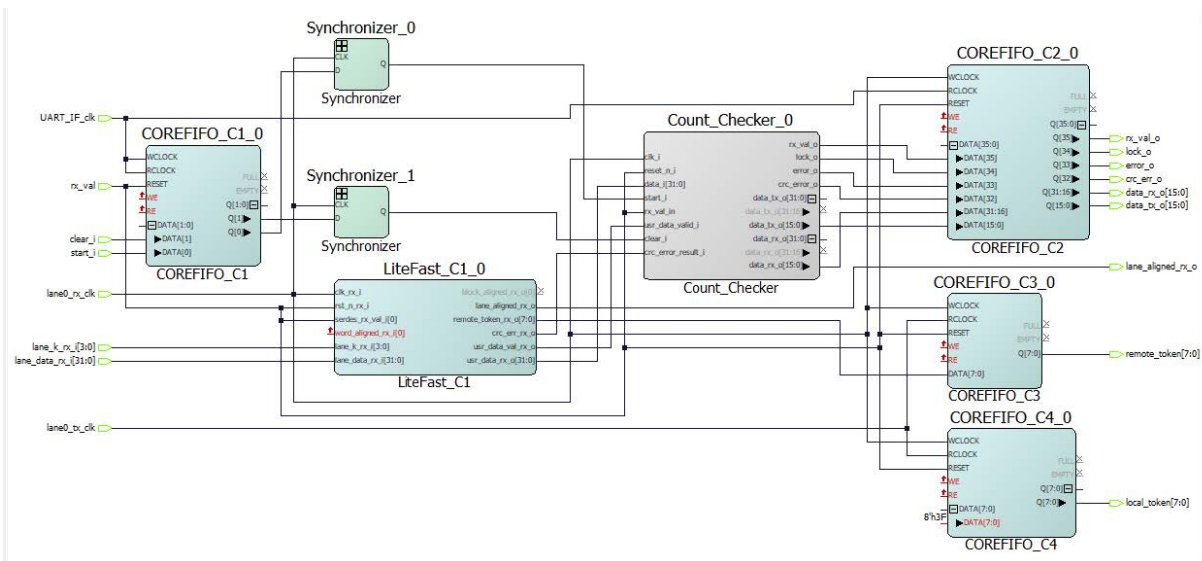 UART_IF_clk
rx_val
clear_i
start_i
lane0_rx_clk
lane_k_rx_i[3:0]
lane_data_rx_i[31:0]
lane0_tx_clk
COREFIFO_C1_0
WCLOCK
RCLOCK
RESET
WE
RE
DATA[1:0]
DATA[1]
DATA[0]
FULL
EMPTY
Q[1:0]
Q[1]
Q[0]
COREFIFO_C1
Synchronizer_0
CLK
D
Q
Synchronizer
Synchronizer_1
CLK
D
Q
Synchronizer
LiteFast_C1_0
clk_rx_i
rst_n_rx_i
serdes_rx_val_i[0]
word_aligned_rx_i[0]
lane_k_rx_i[3:0]
lane_data_rx_i[31:0]
block_aligned_rx_o[0]
lane_aligned_rx_o
remote_token_rx_o[7:0]
crc_err_rx_o
usr_data_val_rx_o
usr_data_rx_o[31:0]
LiteFast_C1
Count_Checker_0
clk_i
reset_n_i
data_i[31:0]
start_i
rx_val_in
usr_data_valid_i
clear_i
crc_error_result_i
rx_val_o
lock_o
error_o
crc_error_o
data_tx_o[31:0]
data_tx_o[31:16]
data_tx_o[15:0]
data_rx_o[31:0]
data_rx_o[31:16]
data_rx_o[15:0]
Count_Checker
COREFIFO_C2_0
WCLOCK
RCLOCK
RESET
WE
RE
DATA[35:0]
DATA[35]
DATA[34]
DATA[33]
DATA[32]
DATA[31:16]
DATA[15:0]
FULL
EMPTY
Q[35:0]
Q[35]
Q[34]
Q[33]
Q[32]
Q[31:16]
Q[15:0]
COREFIFO_C2
rx_val_o
lock_o
error_o
crc_err_o
data_rx_o[15:0]
data_tx_o[15:0]
lane_aligned_rx_o
COREFIFO_C3_0
WCLOCK
RCLOCK
RESET
WE
RE
DATA[7:0]
FULL
EMPTY
Q[7:0]
COREFIFO_C3
remote_token[7:0]
COREFIFO_C4_0
WCLOCK
RCLOCK
RESET
WE
RE
DATA[7:0]
8'h3F
DATA[7:0]
FULL
EMPTY
Q[7:0]
Q[7:0]
COREFIFO_C4
local_token[7:0]